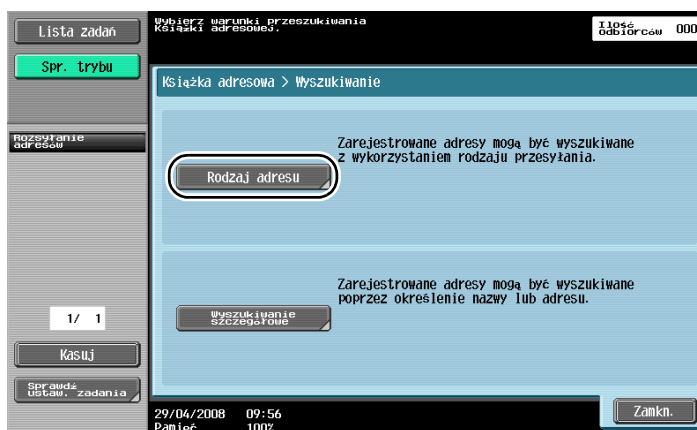 Lista zadań
Wybierz warunki przeszukiwania
Książki adresowej.
Ilość
odbiorców 000
Spr. trybu
Książka adresowa > Wyszukiwanie
Rozsyłanie
adresów
Zarejestrowane adresy mogą być wyszukiwane
z wykorzystaniem rodzaju przesyłania.
Rodzaj adresu
Zarejestrowane adresy mogą być wyszukiwane
poprzez określenie nazwy lub adresu.
Wyszukiwanie
szczegółowe
1/ 1
Kasuj
Sprawdź
ustaw. zadania
29/04/2008 09:56
Pamięć 100%
Zamkn.